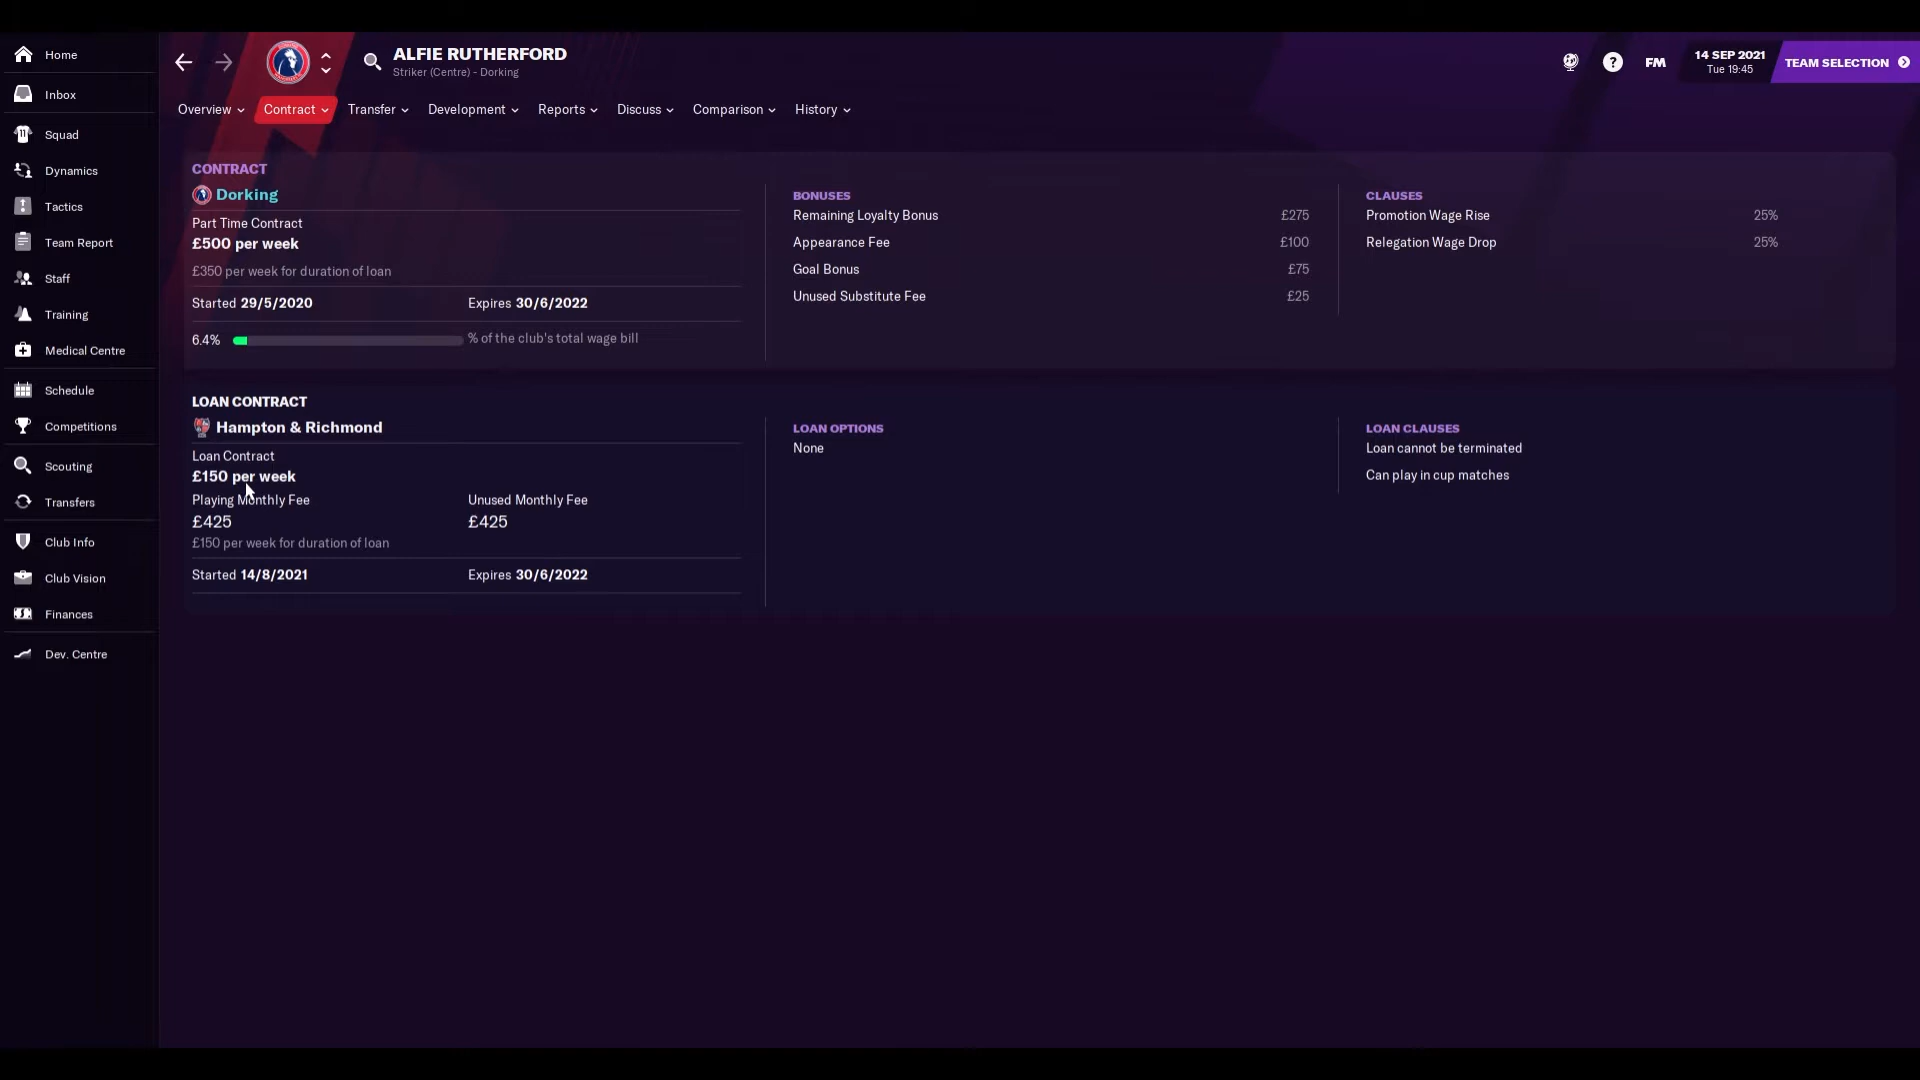 Home
Inbox
Squad
Dynamics
Tactics
Team Report
Staff
Training
Medical Centre
Schedule
Competitions
Scouting
Transfers
Club Info
Club Vision
Finances
Dev. Centre
ALFIE RUTHERFORD
Striker (Centre) - Dorking
? FM
14 SEP 2021
Tue 19:45
TEAM SELECTION
Overview Contract Transfer Development Reports Discuss Comparison History
CONTRACT
Dorking
Part Time Contract
£500 per week
£350 per week for duration of loan
Started 29/5/2020 Expires 30/6/2022
6.4% % of the club's total wage bill
BONUSES
Remaining Loyalty Bonus £275
Appearance Fee £100
Goal Bonus £75
Unused Substitute Fee £25
CLAUSES
Promotion Wage Rise 25%
Relegation Wage Drop 25%
LOAN CONTRACT
Hampton & Richmond
Loan Contract
£150 per week
Playing Monthly Fee Unused Monthly Fee
£425 £425
£150 per week for duration of loan
Started 14/8/2021 Expires 30/6/2022
LOAN OPTIONS
None
LOAN CLAUSES
Loan cannot be terminated
Can play in cup matches